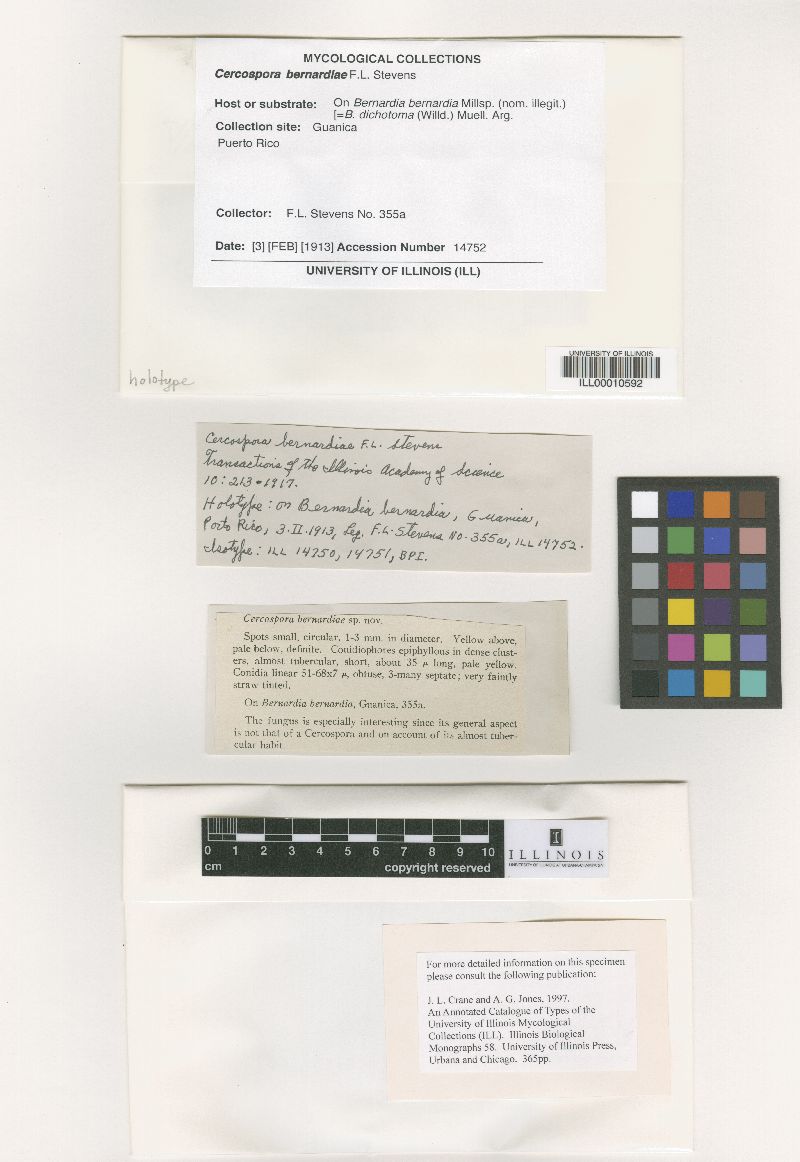 MYCOLOGICAL COLLECTIONS
Cercospora bernardiae F.L. Stevens
Host or substrate: On Bernardia bernardia Millsp. (nom. illegit.)
[=B. dichotoma (Willd.) Muell. Arg.
Collection site: Guanica
Puerto Rico
Collector: F.L. Stevens No. 355a
Date: [3] [FEB] [1913] Accession Number 14752
UNIVERSITY OF ILLINOIS (ILL)
holotype
UNIVERSITY OF ILLINOIS
ILL00010592
Cercospora bernardiae F.L. Stevens
Transactions of the Illinois Academy of Science
10:213.1917.
Holotype: on Bernardia bernardia, Guanica,
Porto Rico, 3.II.1913, Leg. F.L. Stevens No. 355a, ILL 14752.
Isotype: ILL 14750, 14751, BPI.
Cercospora bernardiae sp. nov.
Spots small, circular, 1-3 mm. in diameter. Yellow above,
pale below, definite. Conidiophores epiphyllous in dense clust-
ers, almost tubercular, short, about 35 μ long, pale yellow.
Conidia linear 51-68x7 μ, obtuse, 3-many septate; very faintly
straw tinted.
On Bernardia bernardia, Guanica, 355a.
The fungus is especially interesting since its general aspect
is not that of a Cercospora and on account of its almost tuber-
cular habit
0 1 2 3 4 5 6 7 8 9 10
cm copyright reserved
I
ILLINOIS
UNIVERSITY OF ILLINOIS AT URBANA-CHAMPAIGN
For more detailed information on this specimen
please consult the following publication:
J. L. Crane and A. G. Jones, 1997.
An Annotated Catalogue of Types of the
University of Illinois Mycological
Collections (ILL). Illinois Biological
Monographs 58. University of Illinois Press,
Urbana and Chicago. 365pp.